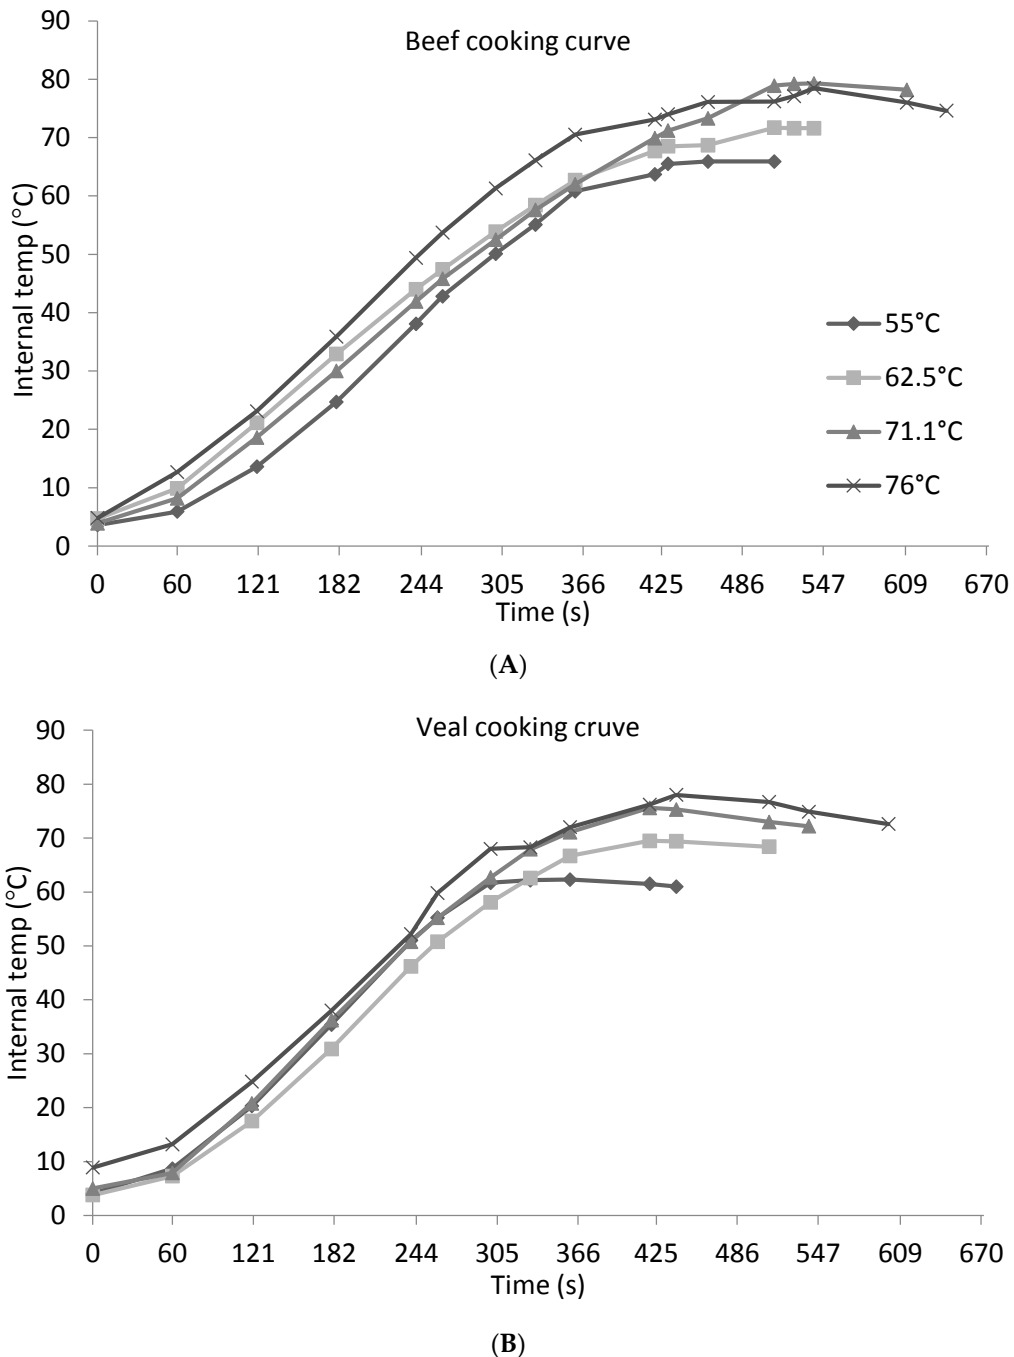 Beef cooking curve
90
80
70
60
50
40
30
20
10
0
Internal temp (°C)
55°C
62.5°C
71.1°C
76°C
0 60 121 182 244 305 366 425 486 547 609 670
Time (s)
(A)
Veal cooking cruve
90
80
70
60
50
40
30
20
10
0
Internal temp (°C)
0 60 121 182 244 305 366 425 486 547 609 670
Time (s)
(B)